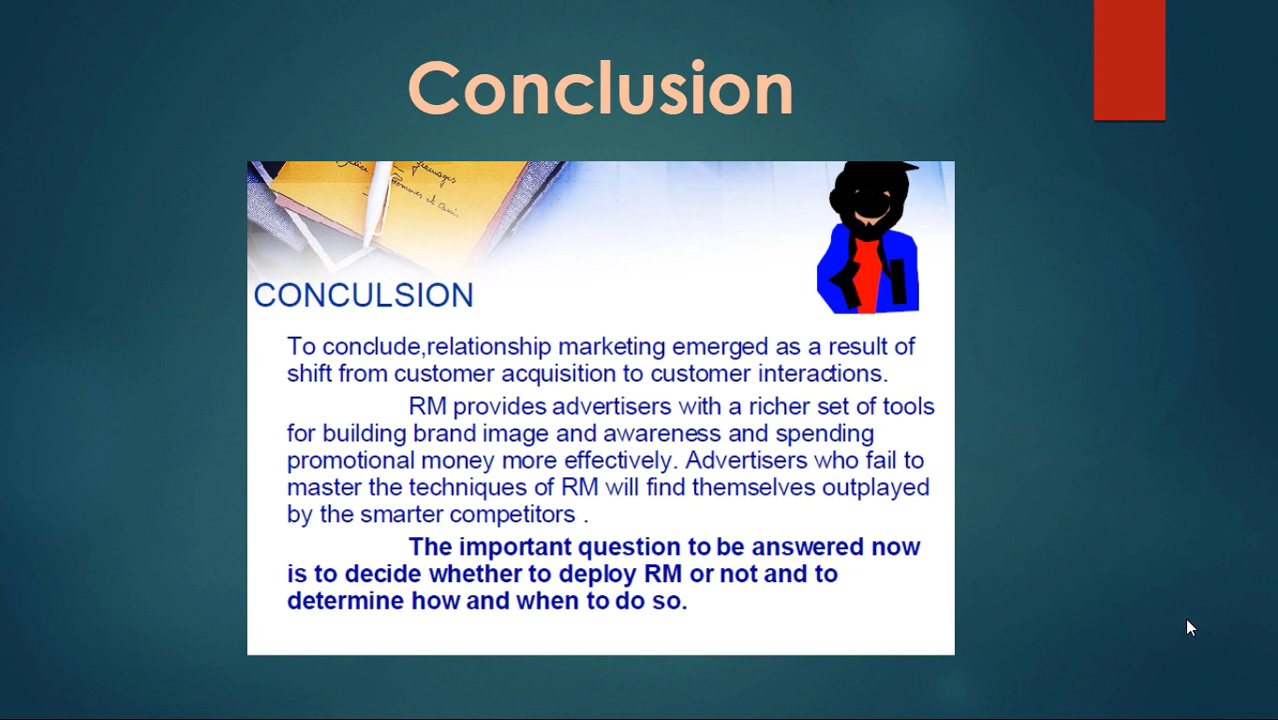 Conclusion
CONCULSION
To conclude,relationship marketing emerged as a result of
shift from customer acquisition to customer interactions.
RM provides advertisers with a richer set of tools
for building brand image and awareness and spending
promotional money more effectively. Advertisers who fail to
master the techniques of RM will find themselves outplayed
by the smarter competitors .
The important question to be answered now
is to decide whether to deploy RM or not and to
determine how and when to do so.